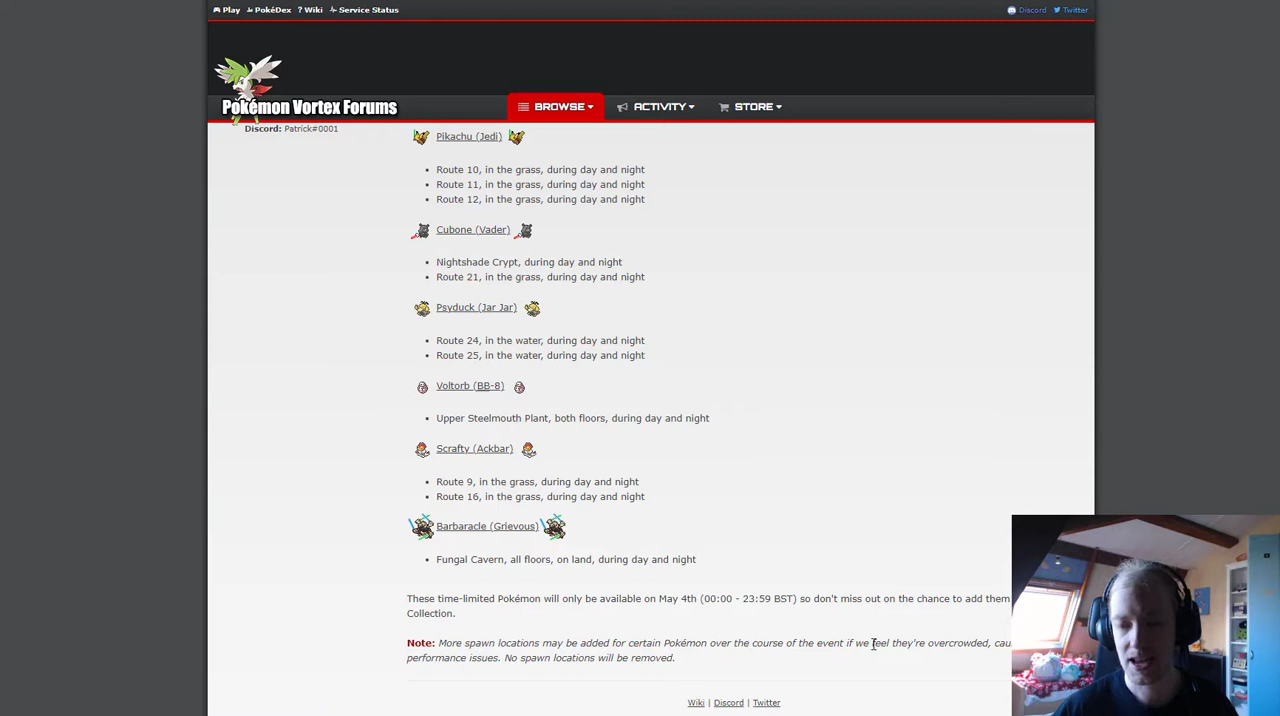 Play PokéDex Wiki Service Status Discord Twitter
Pokémon Vortex Forums BROWSE ACTIVITY STORE
Discord: Patrick#0001
Pikachu (Jedi)
Route 10, in the grass, during day and night
Route 11, in the grass, during day and night
Route 12, in the grass, during day and night
Cubone (Vader)
Nightshade Crypt, during day and night
Route 21, in the grass, during day and night
Psyduck (Jar Jar)
Route 24, in the water, during day and night
Route 25, in the water, during day and night
Voltorb (BB-8)
Upper Steelmouth Plant, both floors, during day and night
Scrafty (Ackbar)
Route 9, in the grass, during day and night
Route 16, in the grass, during day and night
Barbaracle (Grievous)
Fungal Cavern, all floors, on land, during day and night
These time-limited Pokémon will only be available on May 4th (00:00 - 23:59 BST) so don't miss out on the chance to add them
Collection.
Note: More spawn locations may be added for certain Pokémon over the course of the event if we feel they're overcrowded, cau
performance issues. No spawn locations will be removed.
Wiki | Discord | Twitter